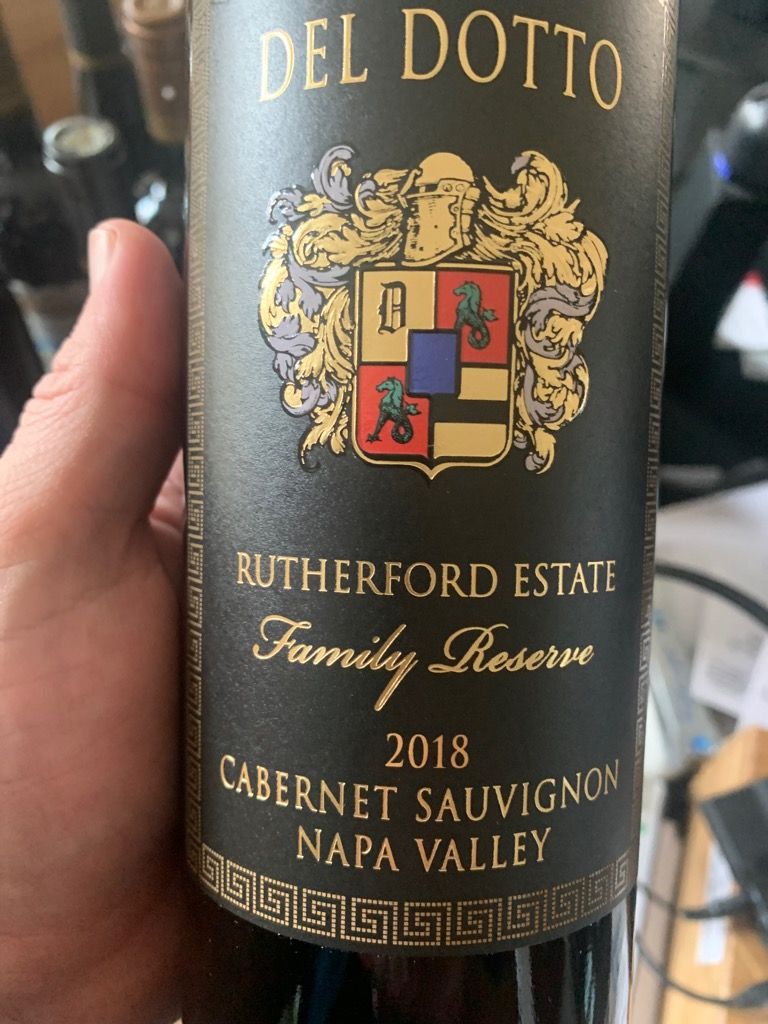 DEL DOTTO
D
RUTHERFORD ESTATE
Family Reserve
2018
CABERNET SAUVIGNON
NAPA VALLEY